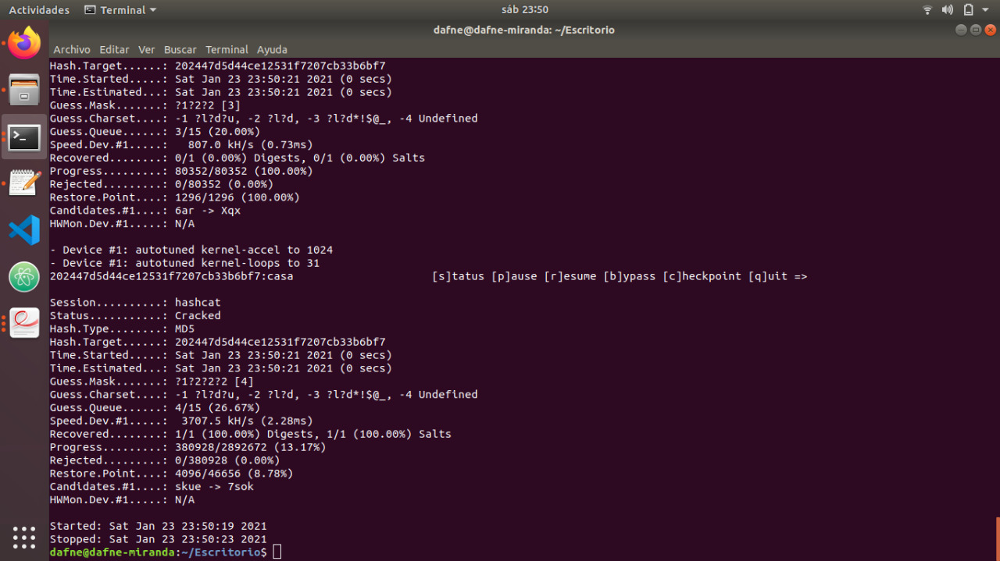 Actividades Terminal sáb 23:50
dafne@dafne-miranda: ~/Escritorio
Archivo Editar Ver Buscar Terminal Ayuda
Hash.Target......: 202447d5d44ce12531f7207cb33b6bf7
Time.Started.....: Sat Jan 23 23:50:21 2021 (0 secs)
Time.Estimated...: Sat Jan 23 23:50:21 2021 (0 secs)
Guess.Mask.......: ?1?2?2 [3]
Guess.Charset....: -1 ?l?d?u, -2 ?l?d, -3 ?l?d*!$@_, -4 Undefined
Guess.Queue......: 3/15 (20.00%)
Speed.Dev.#1.....:   807.0 kH/s (0.73ms)
Recovered........: 0/1 (0.00%) Digests, 0/1 (0.00%) Salts
Progress.........: 80352/80352 (100.00%)
Rejected.........: 0/80352 (0.00%)
Restore.Point....: 1296/1296 (100.00%)
Candidates.#1....: 6ar -> Xqx
HWMon.Dev.#1.....: N/A
- Device #1: autotuned kernel-accel to 1024
- Device #1: autotuned kernel-loops to 31
202447d5d44ce12531f7207cb33b6bf7:casa [s]tatus [p]ause [r]esume [b]ypass [c]heckpoint [q]uit =>
Session..........: hashcat
Status...........: Cracked
Hash.Type........: MD5
Hash.Target......: 202447d5d44ce12531f7207cb33b6bf7
Time.Started.....: Sat Jan 23 23:50:21 2021 (0 secs)
Time.Estimated...: Sat Jan 23 23:50:21 2021 (0 secs)
Guess.Mask.......: ?1?2?2?2 [4]
Guess.Charset....: -1 ?l?d?u, -2 ?l?d, -3 ?l?d*!$@_, -4 Undefined
Guess.Queue......: 4/15 (26.67%)
Speed.Dev.#1.....:  3707.5 kH/s (2.28ms)
Recovered........: 1/1 (100.00%) Digests, 1/1 (100.00%) Salts
Progress.........: 380928/2892672 (13.17%)
Rejected.........: 0/380928 (0.00%)
Restore.Point....: 4096/46656 (8.78%)
Candidates.#1....: skue -> 7sok
HWMon.Dev.#1.....: N/A
Started: Sat Jan 23 23:50:19 2021
Stopped: Sat Jan 23 23:50:23 2021
dafne@dafne-miranda:~/Escritorio$